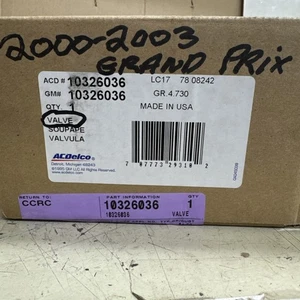 2000-2003
GRAND PRIX
ACD # 10326036 LC17 78 08242
GM# 10326036 GR.4.730
QTY. 1 MADE IN USA
VALVE
SOUPAPE
VALVULA
ACDelco
RETURN TO: PART INFORMATION QTY
CCRC 10326036 1
10326036 VALVE